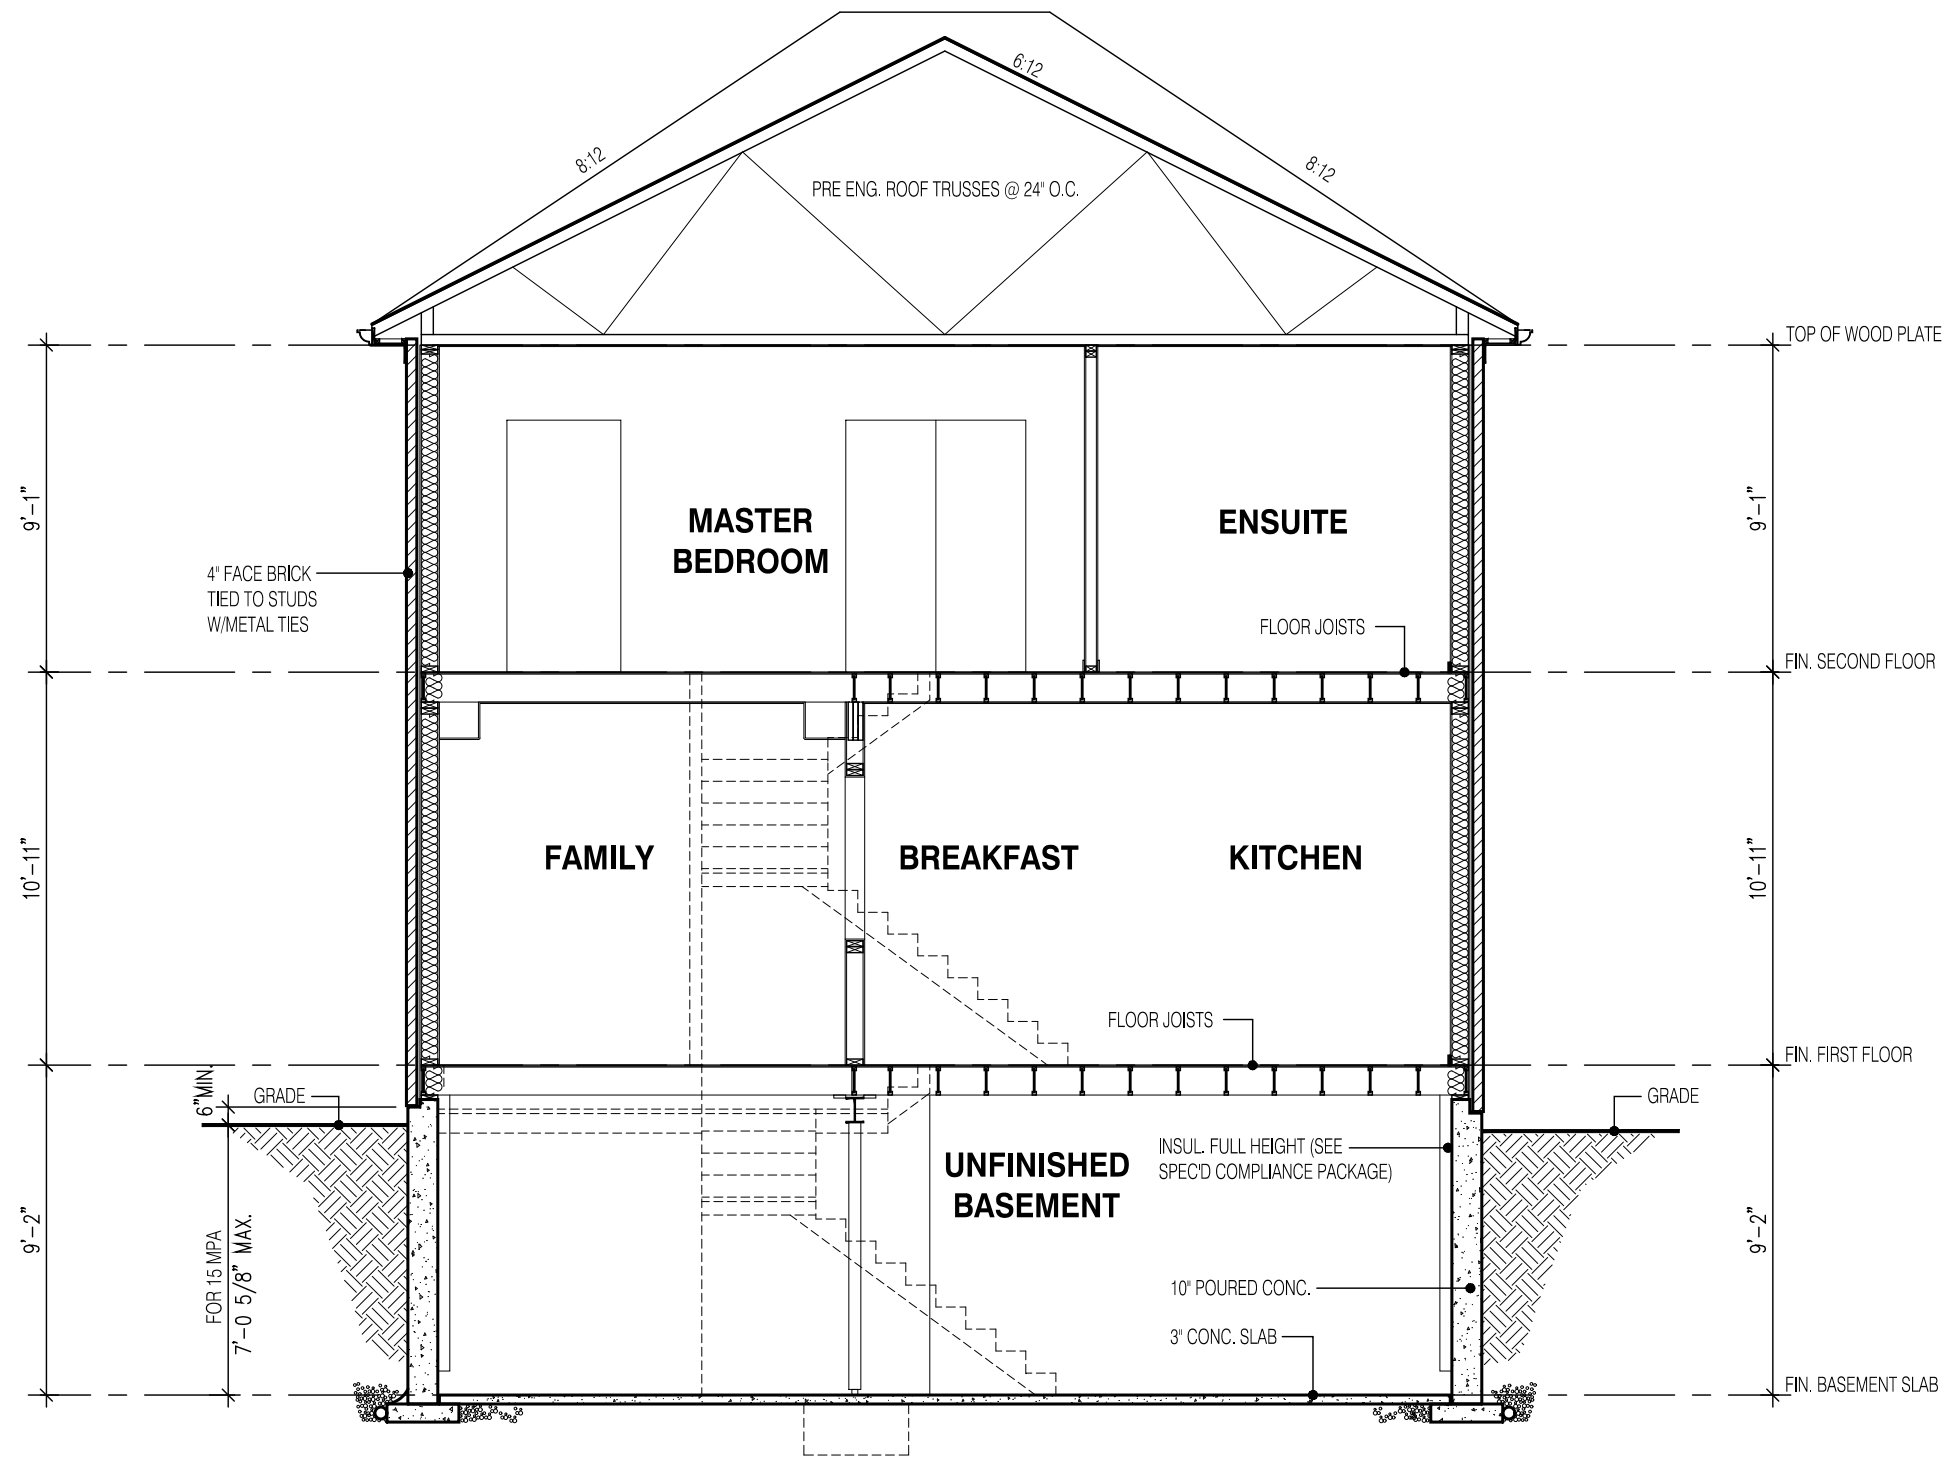 6:12
8:12
8:12
PRE ENG. ROOF TRUSSES @ 24" O.C.
TOP OF WOOD PLATE
9'-1"
9'-1"
MASTER
BEDROOM
ENSUITE
4" FACE BRICK
TIED TO STUDS
W/METAL TIES
FLOOR JOISTS
FIN. SECOND FLOOR
10'-11"
10'-11"
FAMILY
BREAKFAST
KITCHEN
FLOOR JOISTS
FIN. FIRST FLOOR
6"MIN.
GRADE
GRADE
INSUL. FULL HEIGHT (SEE
SPEC'D COMPLIANCE PACKAGE)
UNFINISHED
BASEMENT
9'-2"
FOR 15 MPA
7'-0 5/8" MAX.
9'-2"
10" POURED CONC.
3" CONC. SLAB
FIN. BASEMENT SLAB